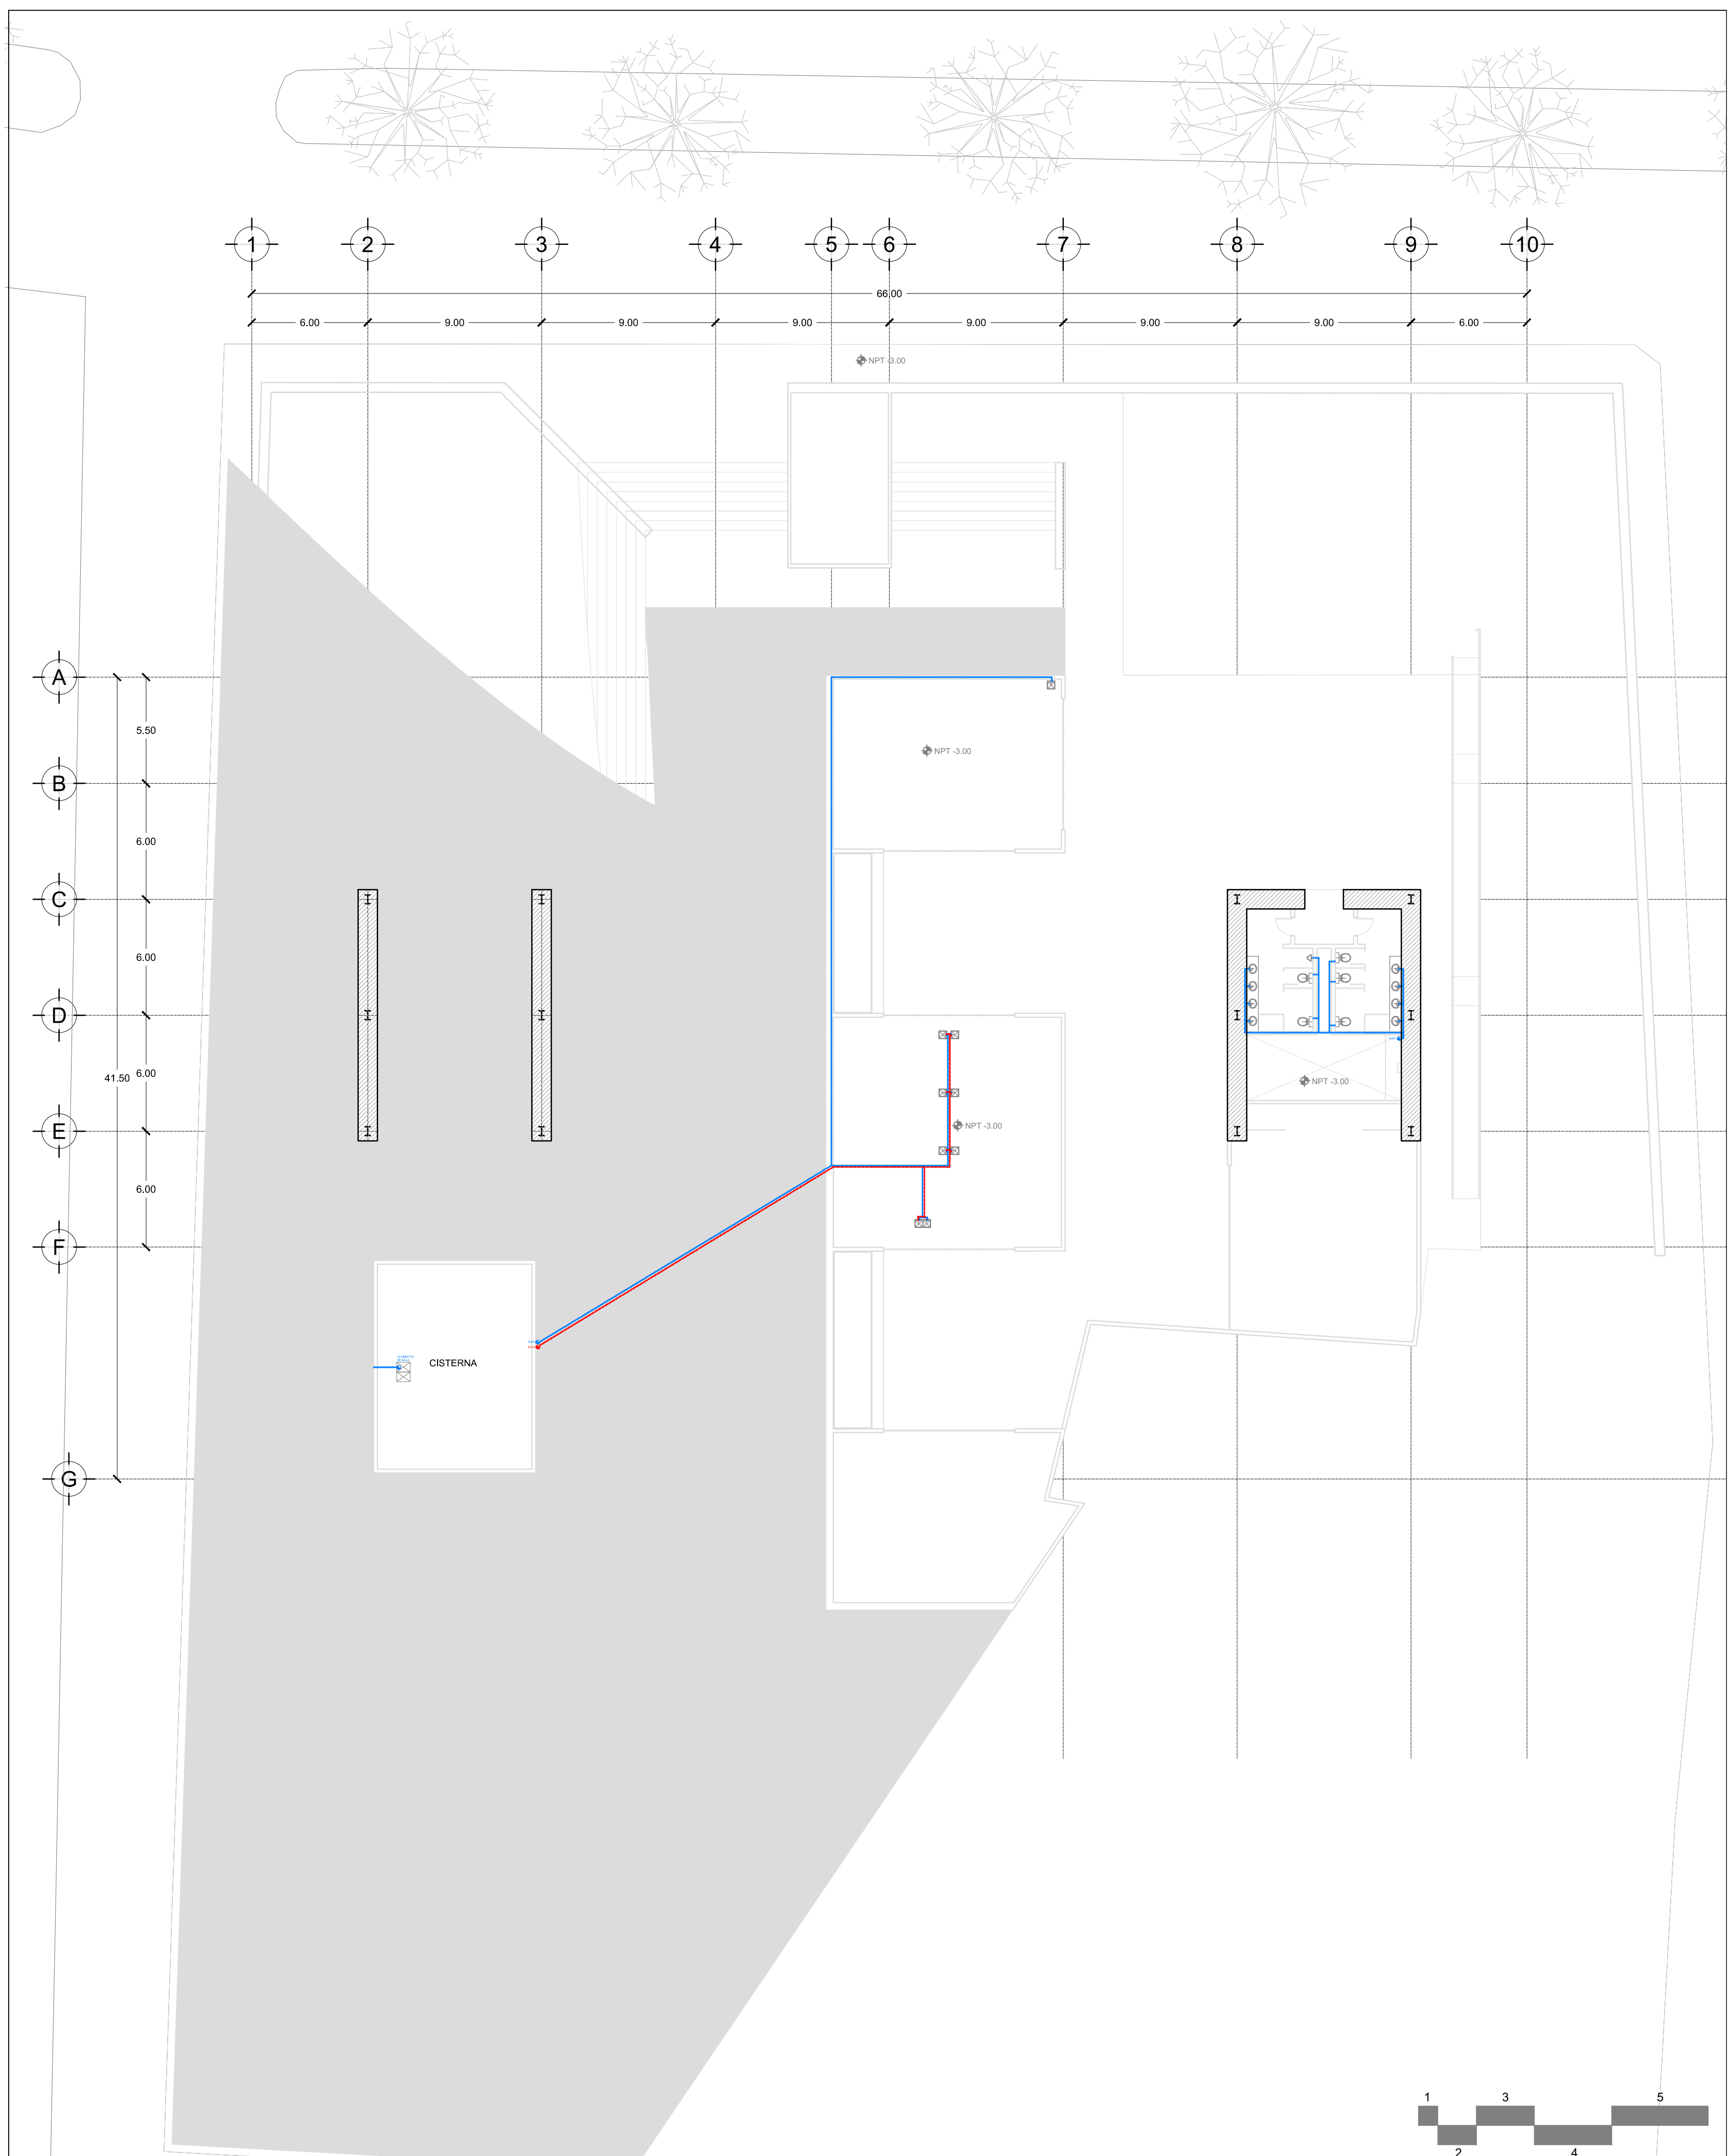 1 2 3 4 5 6 7 8 9 10
66.00
6.00 9.00 9.00 9.00 9.00 9.00 9.00 6.00
NPT -3.00
A
5.50
NPT -3.00
B
6.00
C
6.00
D
6.00
41.50
NPT -3.00
NPT -3.00
E
6.00
F
CISTERNA
G
1 3 5
2 4